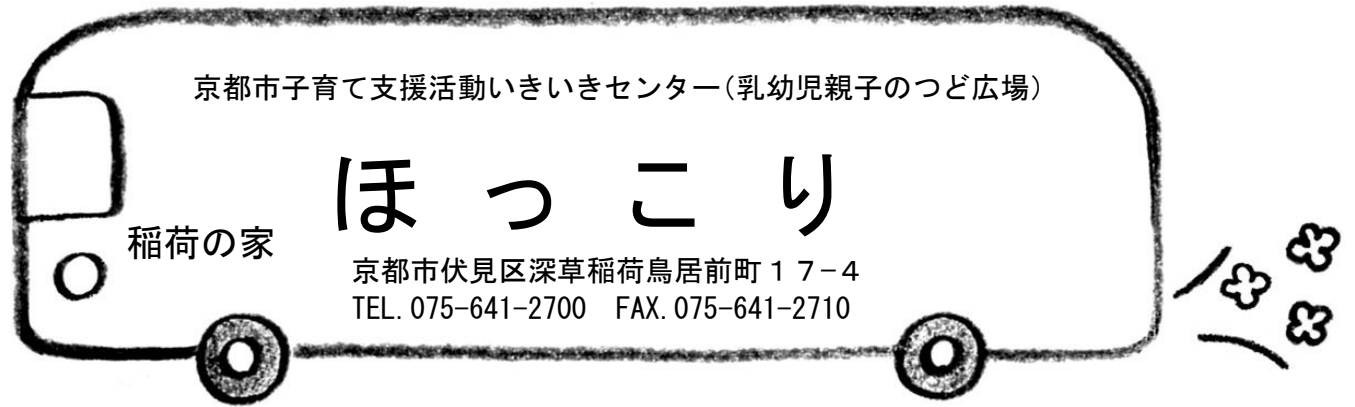 京都市子育て支援活動いきいきセンター(乳幼児親子のつど広場)
ほっこり
稲荷の家
京都市伏見区深草稲荷鳥居前町１７−４
TEL.075-641-2700　FAX.075-641-2710